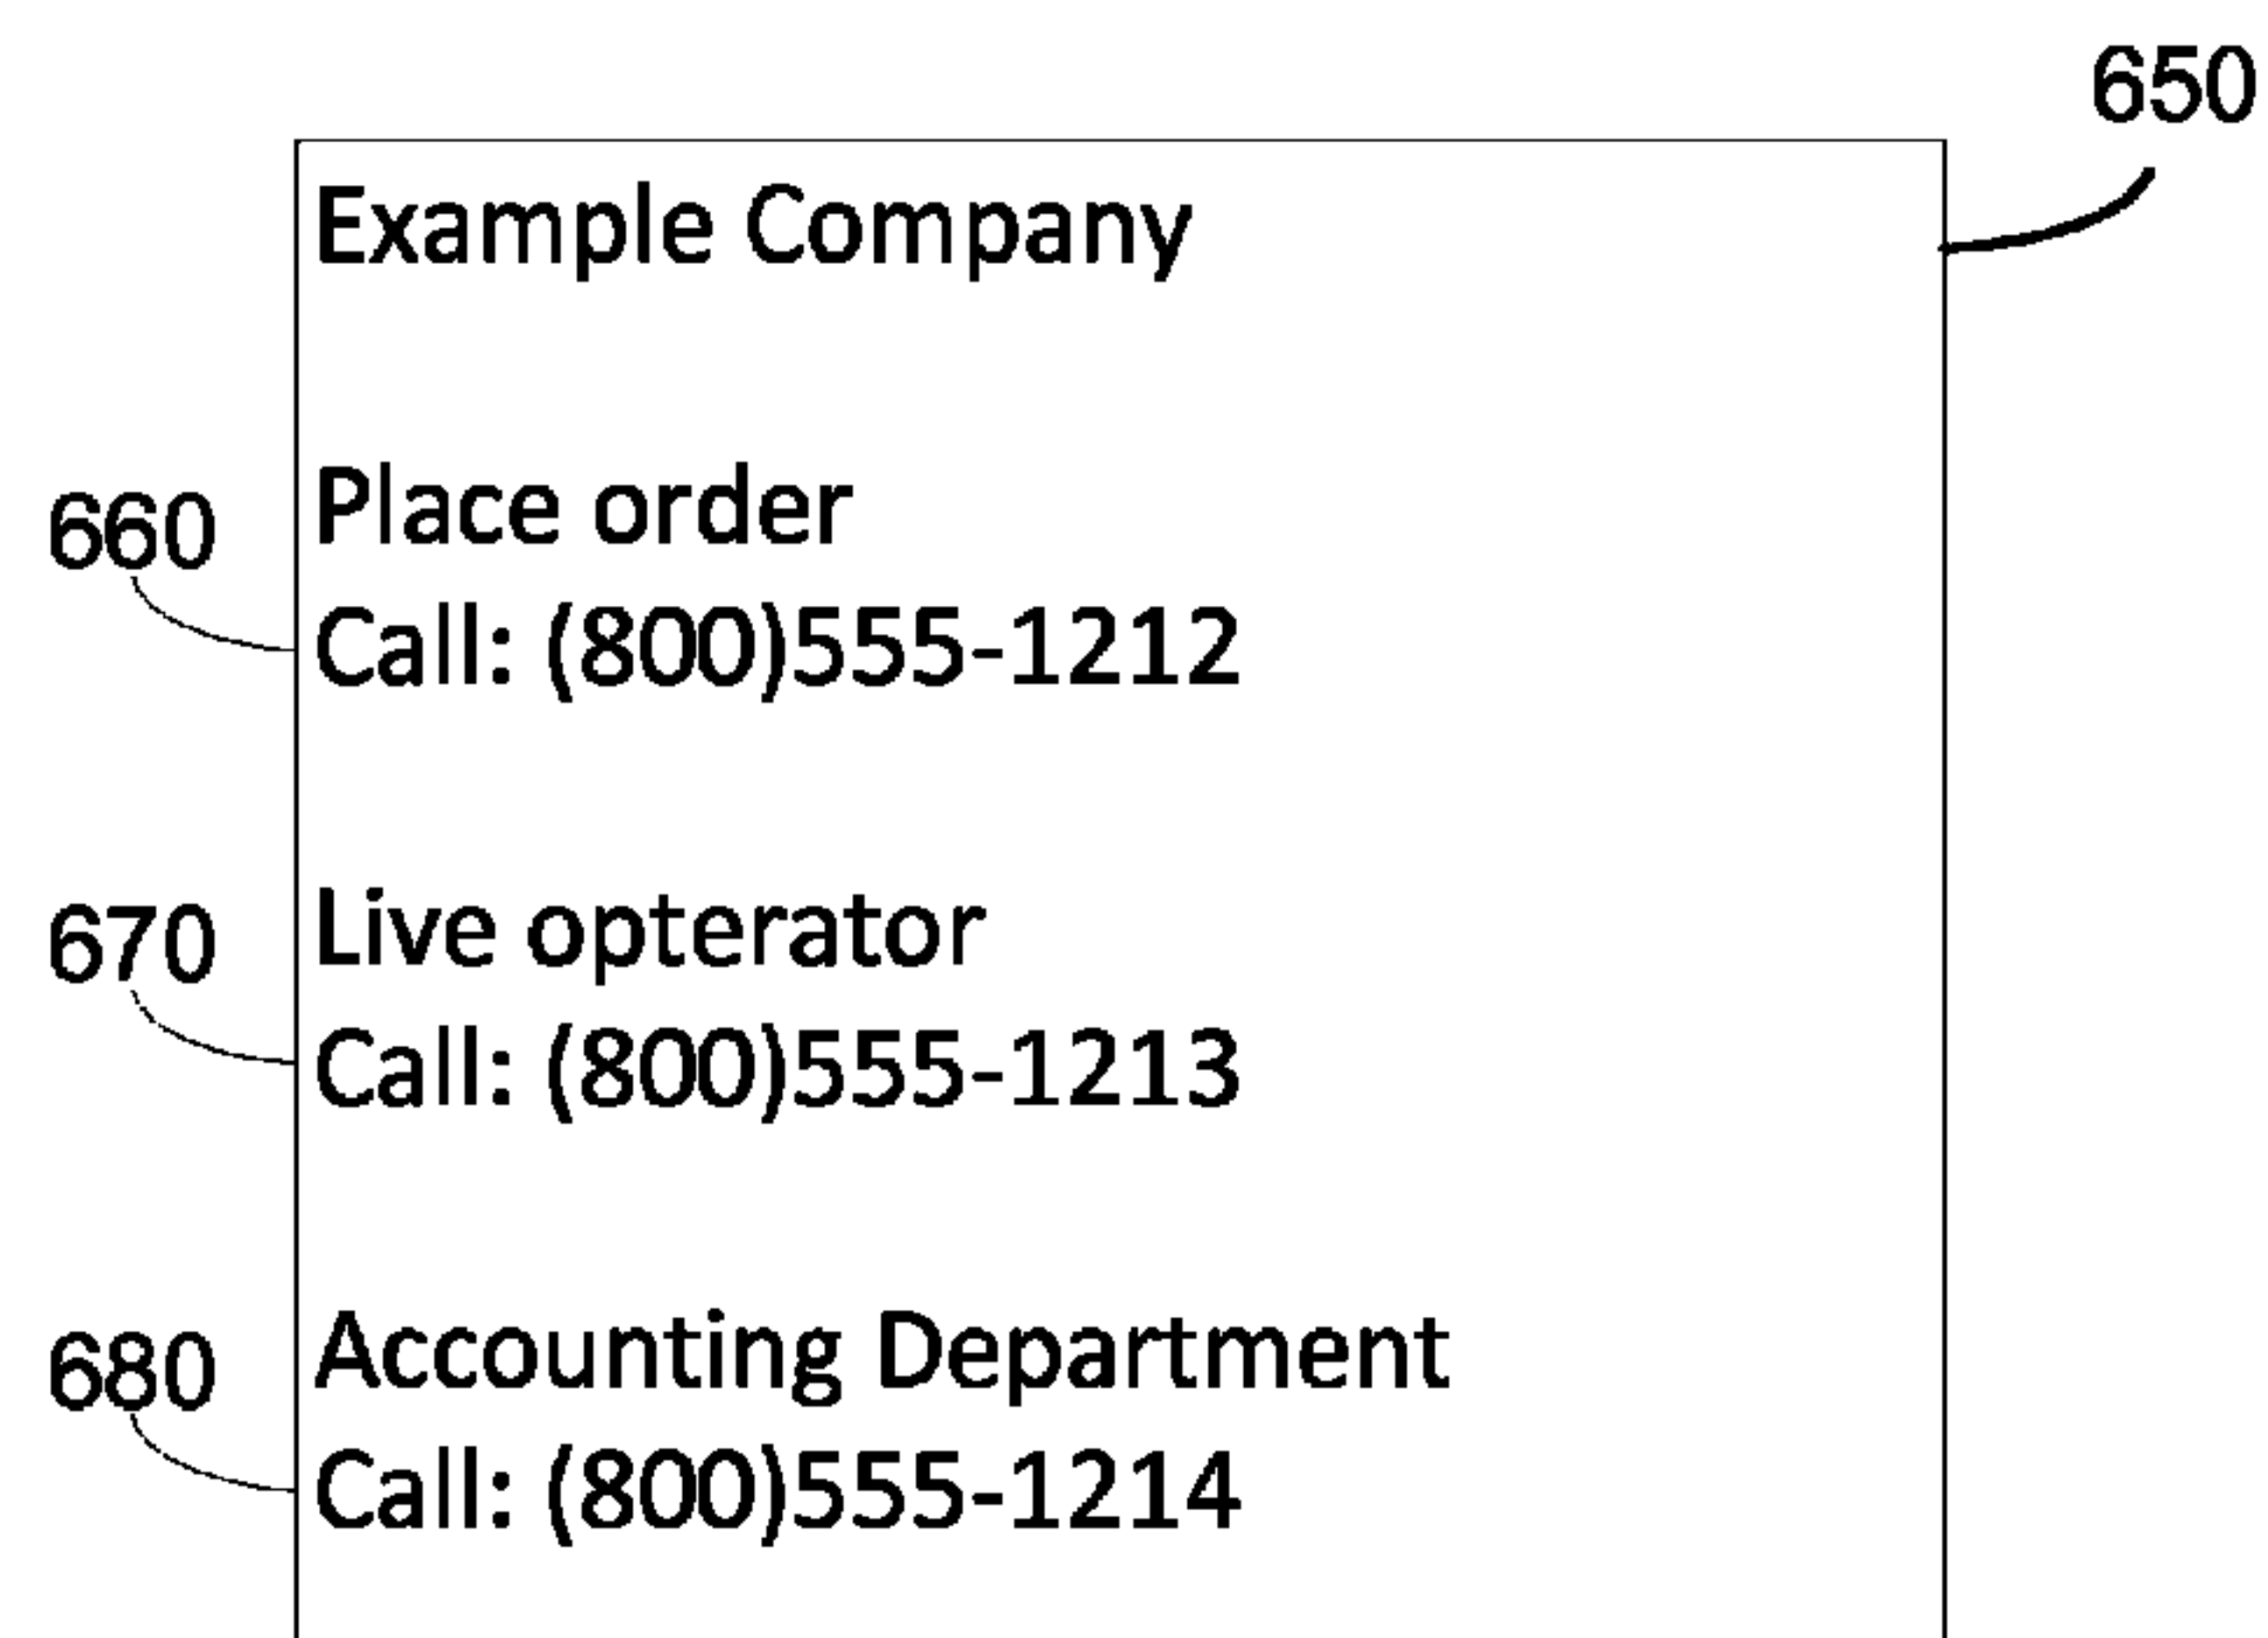 650
Example Company
Place order
660
Call: (800)555-1212
Live opterator
670
Call: (800)555-1213
Accounting Department
680
Call: (800)555-1214